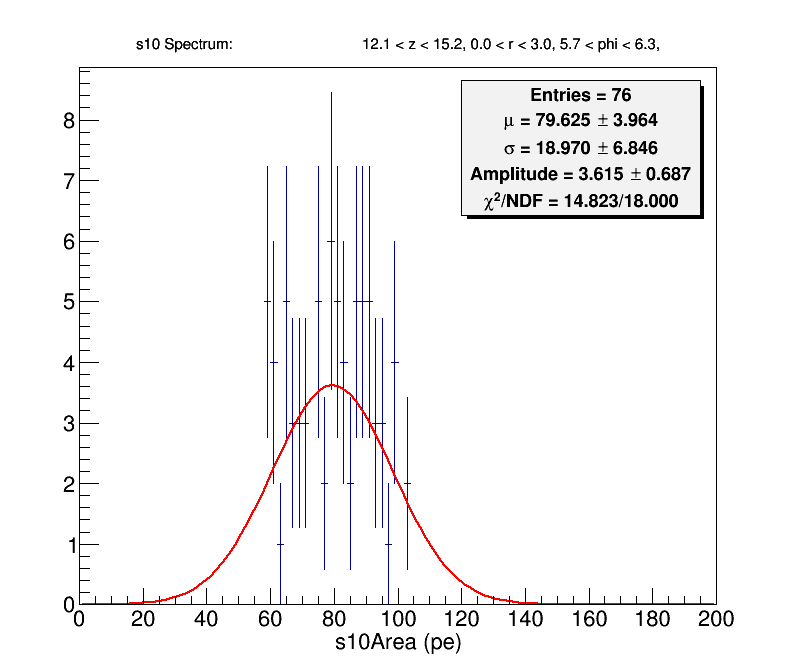 s10 Spectrum: 12.1 < z < 15.2, 0.0 < r < 3.0, 5.7 < phi < 6.3,
Entries = 76
μ = 79.625 ± 3.964
σ = 18.970 ± 6.846
Amplitude = 3.615 ± 0.687
χ²/NDF = 14.823/18.000
8
7
6
5
4
3
2
1
0
0 20 40 60 80 100 120 140 160 180 200
s10Area (pe)